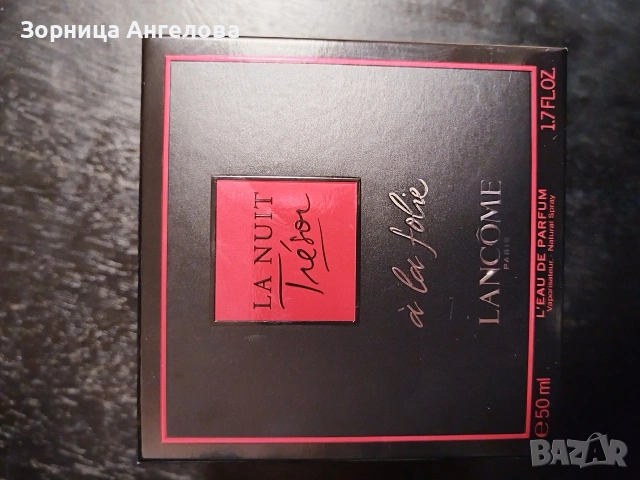 Зорница Ангелова
LA NUIT
Trésor
à la folie
LANCÔME
PARIS
L'EAU DE PARFUM
Vaporisateur - Natural Spray
℮ 50 ml
1.7 FL.OZ.
BAZAR